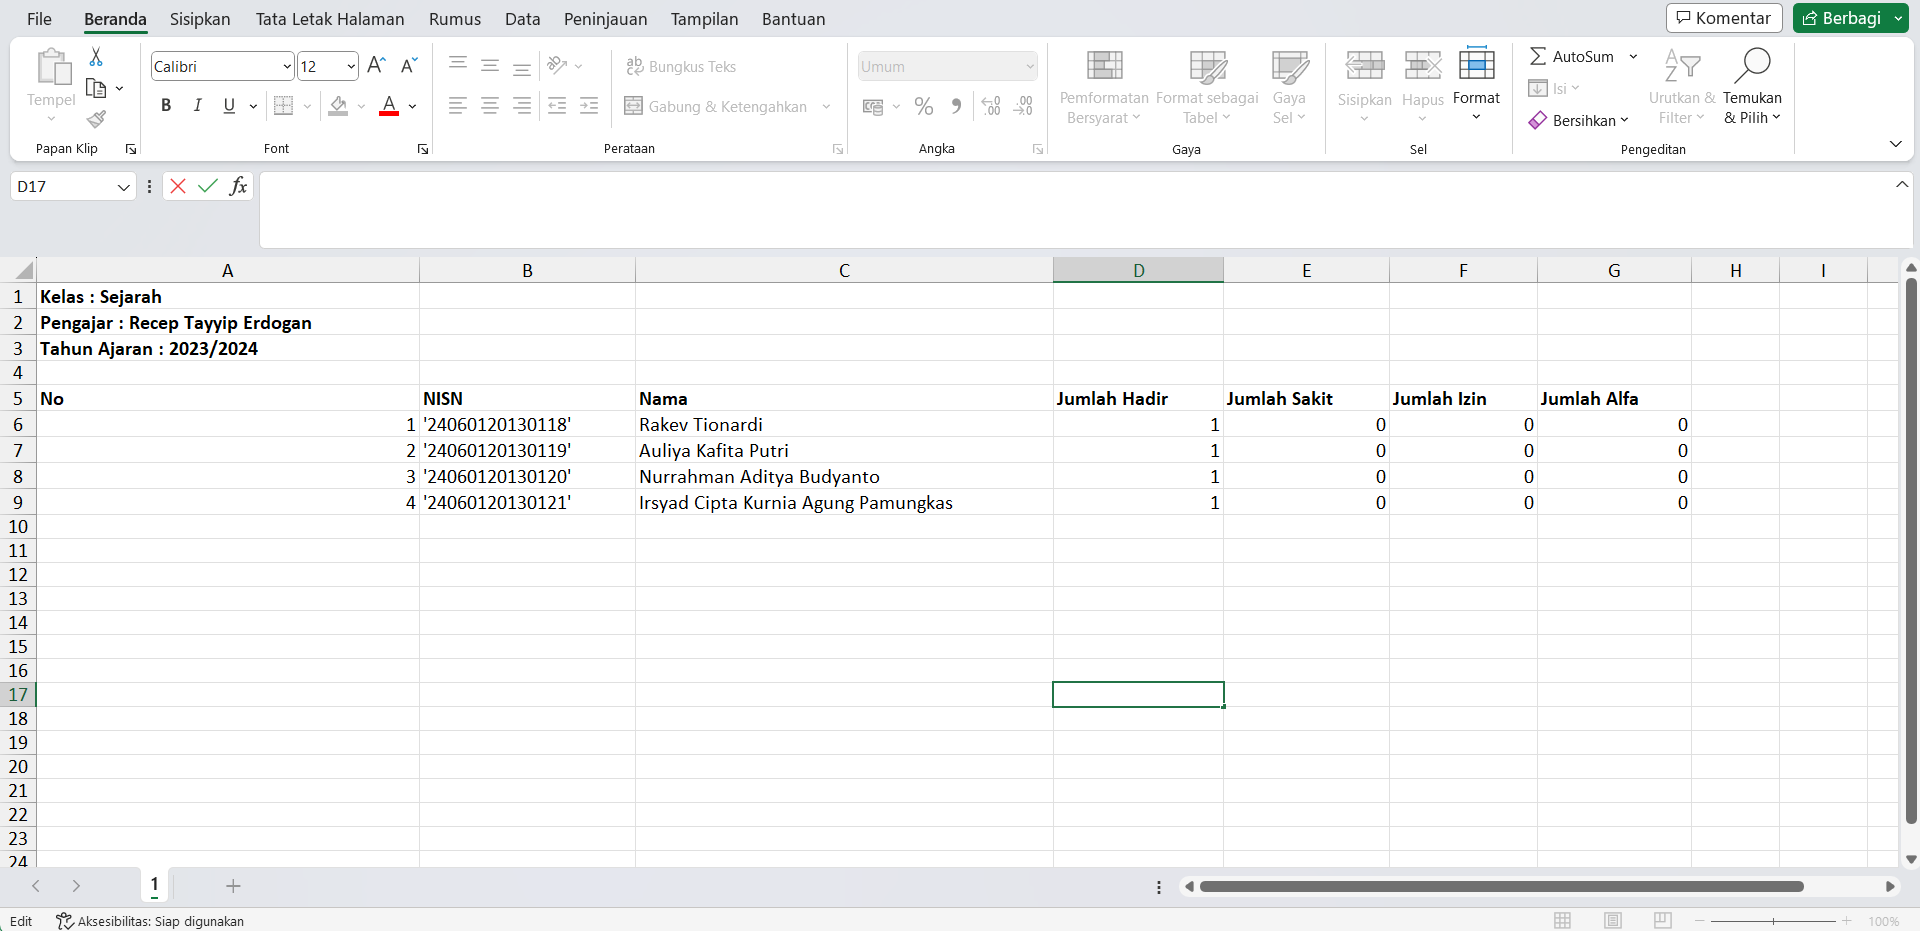 File Beranda Sisipkan Tata Letak Halaman Rumus Data Peninjauan Tampilan Bantuan Komentar Berbagi
Tempel
Papan Klip
Calibri 12
B I U A
Font
Bungkus Teks
Gabung & Ketengahkan
Perataan
Umum
Angka
Pemformatan Bersyarat
Format sebagai Tabel
Gaya Sel
Gaya
Sisipkan Hapus Format
Sel
AutoSum
Isi
Bersihkan
Urutkan & Filter
Temukan & Pilih
Pengeditan
D17 fx
A B C D E F G H I
1 Kelas : Sejarah
2 Pengajar : Recep Tayyip Erdogan
3 Tahun Ajaran : 2023/2024
4
5 No NISN Nama Jumlah Hadir Jumlah Sakit Jumlah Izin Jumlah Alfa
6 1 '24060120130118' Rakev Tionardi 1 0 0 0
7 2 '24060120130119' Auliya Kafita Putri 1 0 0 0
8 3 '24060120130120' Nurrahman Aditya Budyanto 1 0 0 0
9 4 '24060120130121' Irsyad Cipta Kurnia Agung Pamungkas 1 0 0 0
10
11
12
13
14
15
16
17
18
19
20
21
22
23
24
1
Edit Aksesibilitas: Siap digunakan 100%